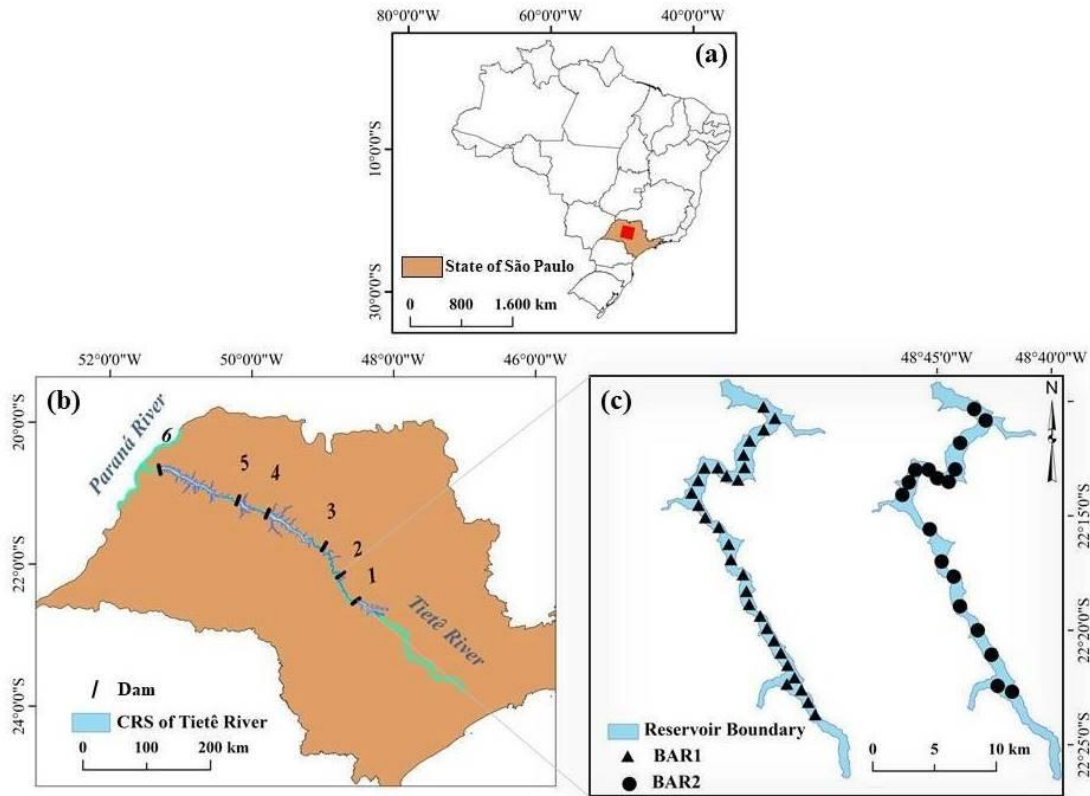 80°0'0"W 60°0'0"W 40°0'0"W
(a)
10°0'0"S
30°0'0"S
State of São Paulo
0 800 1.600 km
52°0'0"W 50°0'0"W 48°0'0"W 46°0'0"W
(b)
20°0'0"S
22°0'0"S
24°0'0"S
Paraná River
6
5
4
3
2
1
Tietê River
Dam
CRS of Tietê River
0 100 200 km
48°45'0"W 48°40'0"W
(c)
N
22°15'0"S
22°20'0"S
22°25'0"S
Reservoir Boundary
BAR1
BAR2
0 5 10 km